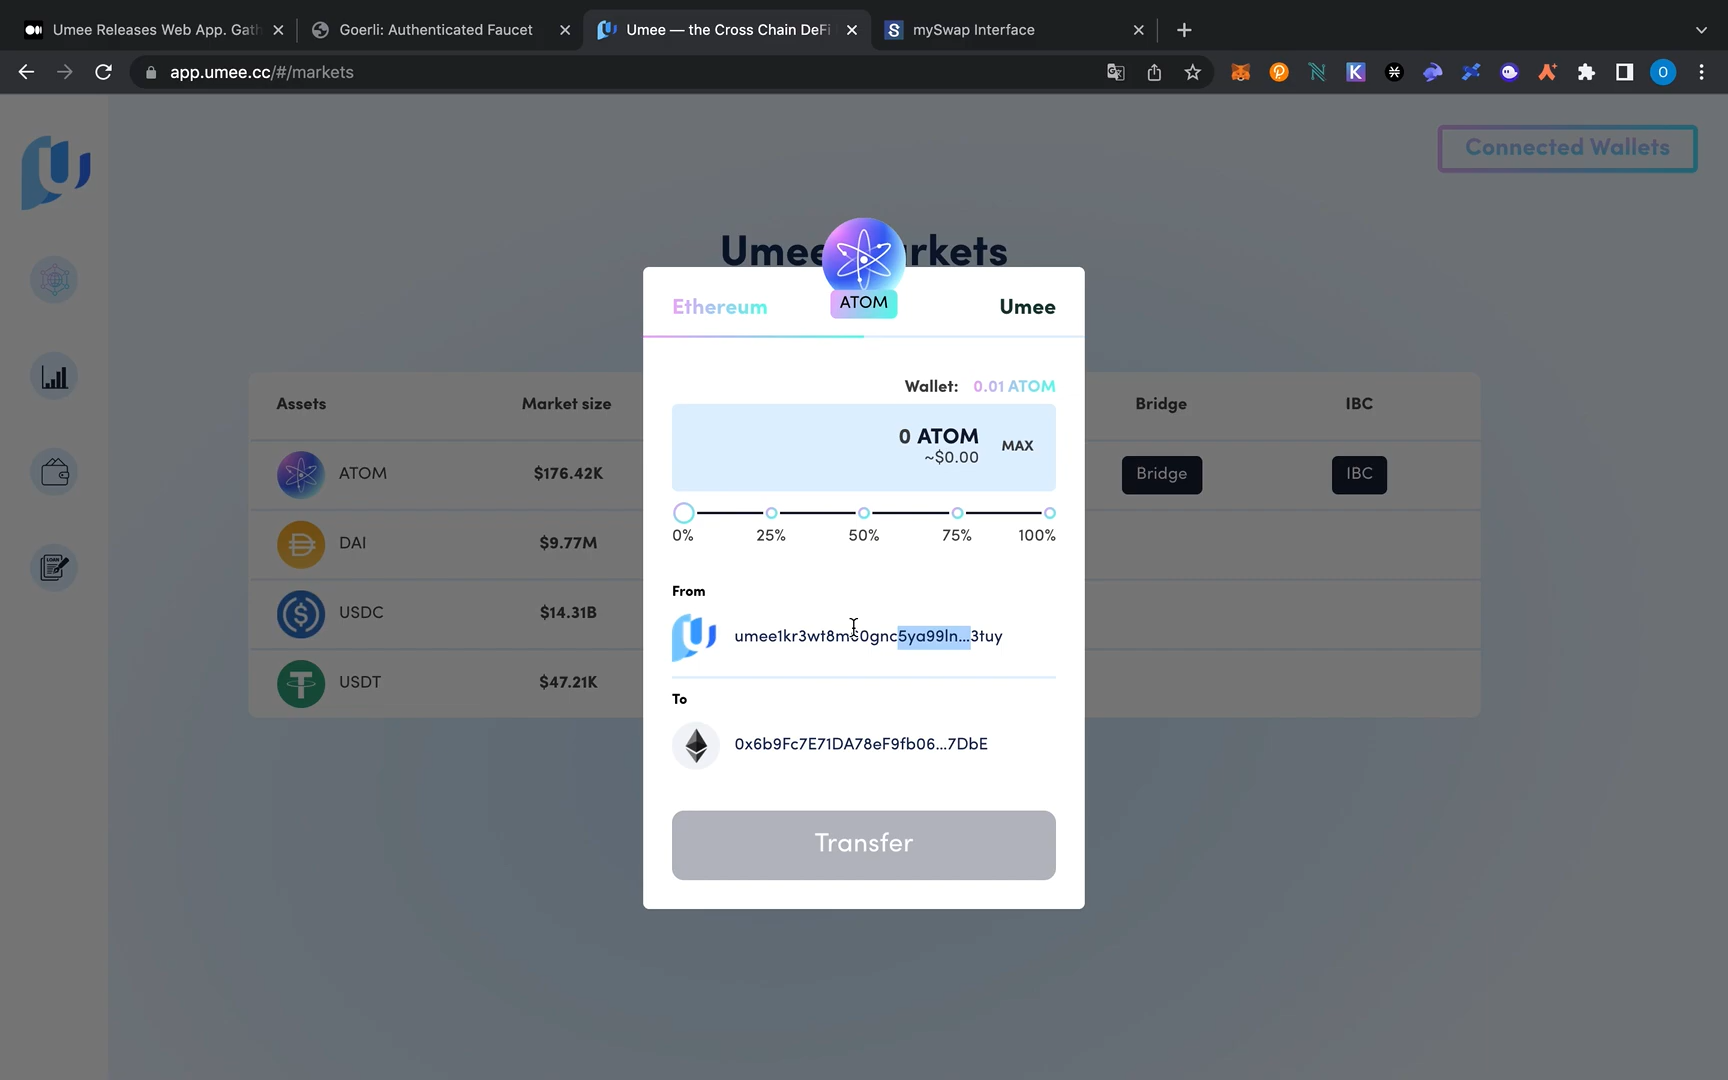 Umee Releases Web App. Gath
Goerli: Authenticated Faucet
Umee — the Cross Chain DeFi
mySwap Interface
app.umee.cc/#/markets
Connected Wallets
Umee
rkets
Ethereum
ATOM
Umee
Wallet: 0.01 ATOM
0 ATOM
~$0.00
MAX
0% 25% 50% 75% 100%
From
umee1kr3wt8ms0gnc5ya99ln...3tuy
To
0x6b9Fc7E71DA78eF9fb06...7DbE
Transfer
Assets Market size Bridge IBC
ATOM $176.42K Bridge IBC
DAI $9.77M
USDC $14.31B
USDT $47.21K